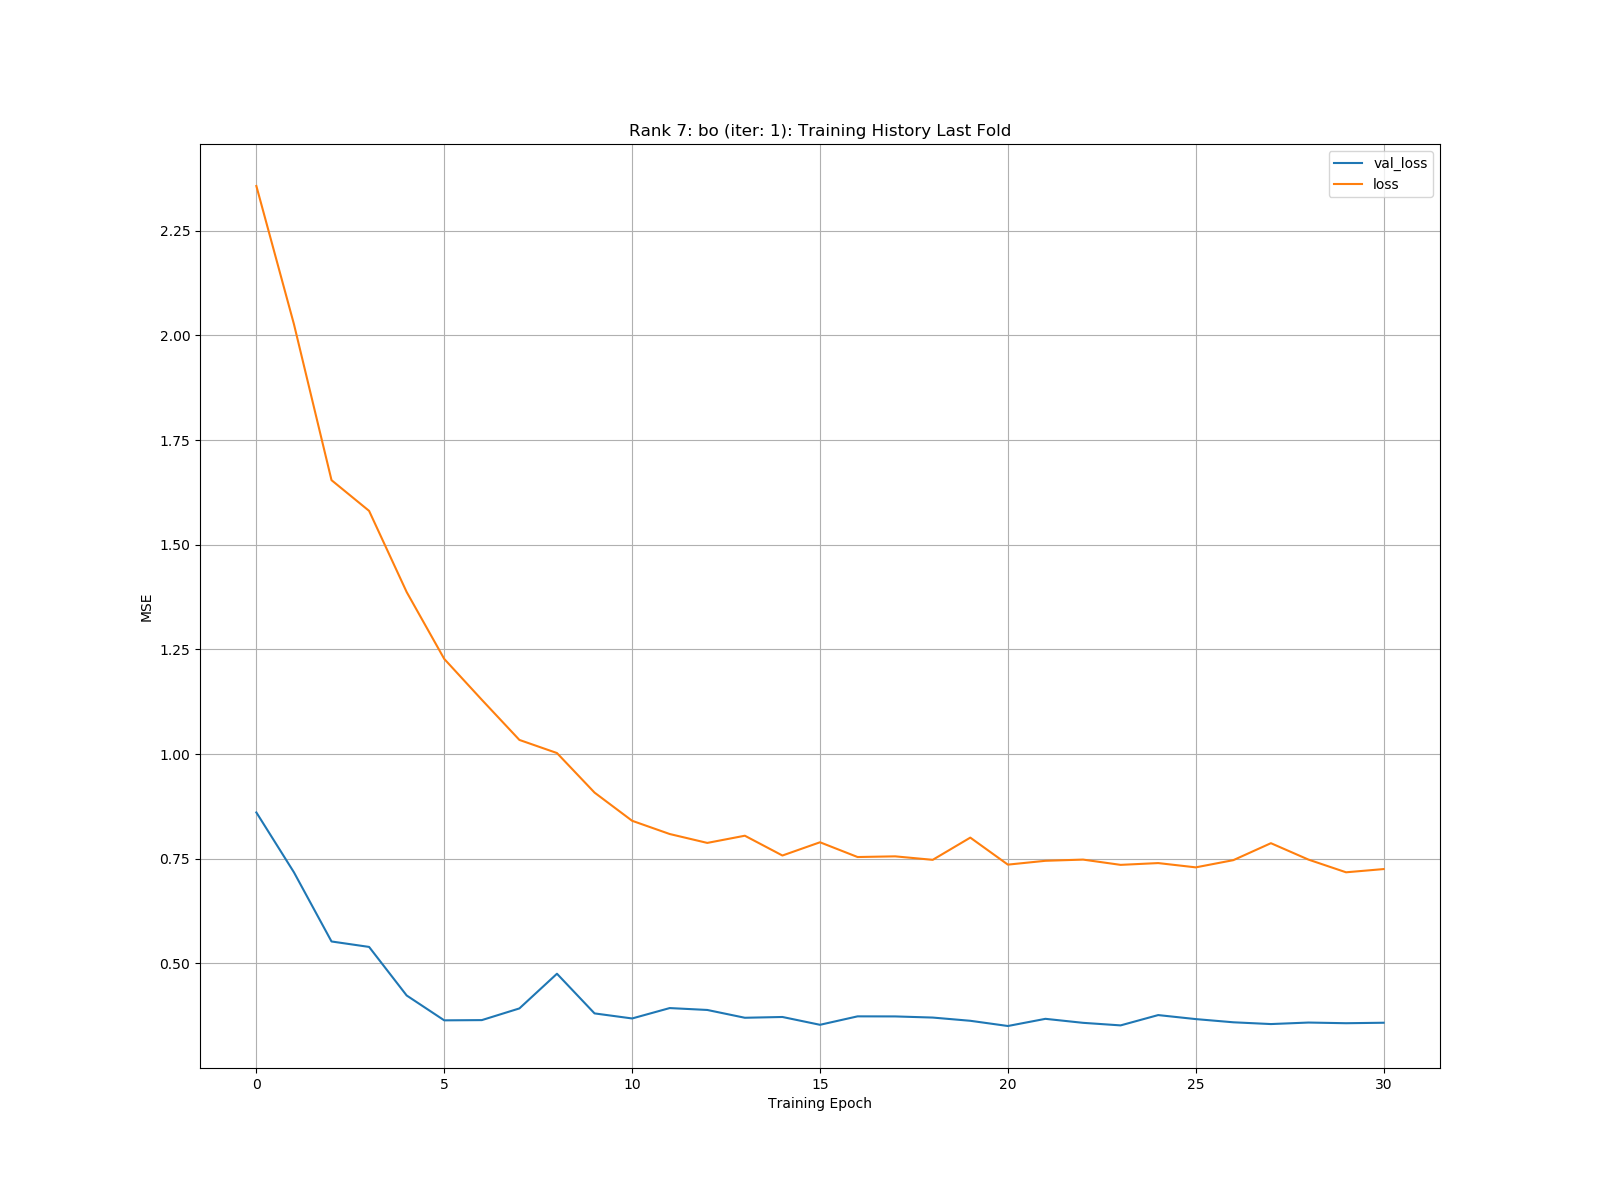 Rank 7: bo (iter: 1): Training History Last Fold
val_loss
loss
2.25
2.00
1.75
1.50
1.25
1.00
0.75
0.50
MSE
0 5 10 15 20 25 30
Training Epoch